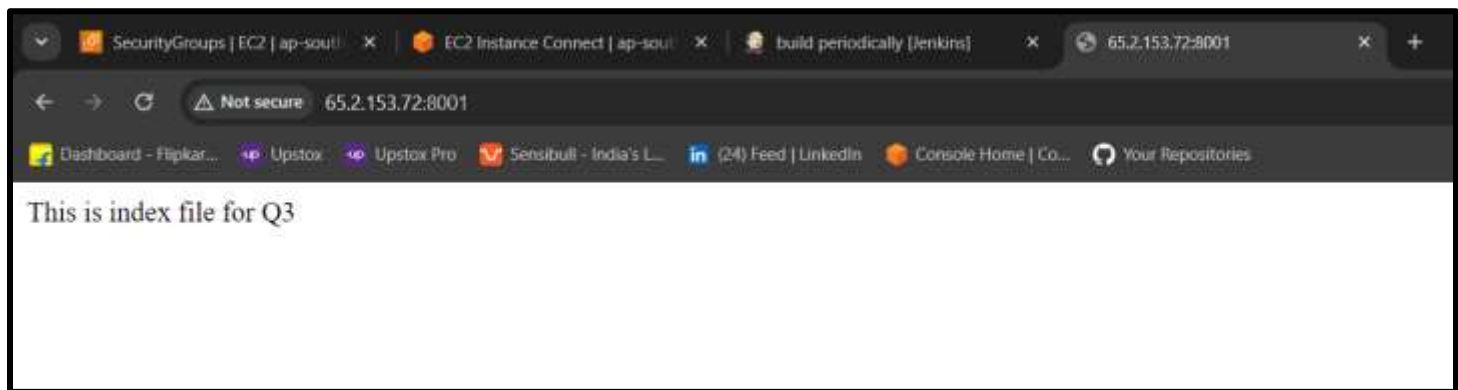 SecurityGroups | EC2 | ap-sout
EC2 Instance Connect | ap-sout
build periodically [Jenkins]
65.2.153.72:8001
Not secure 65.2.153.72:8001
Dashboard - Flipkar...
Upstox
Upstox Pro
Sensibull - India's L...
(24) Feed | LinkedIn
Console Home | Co...
Your Repositories
This is index file for Q3